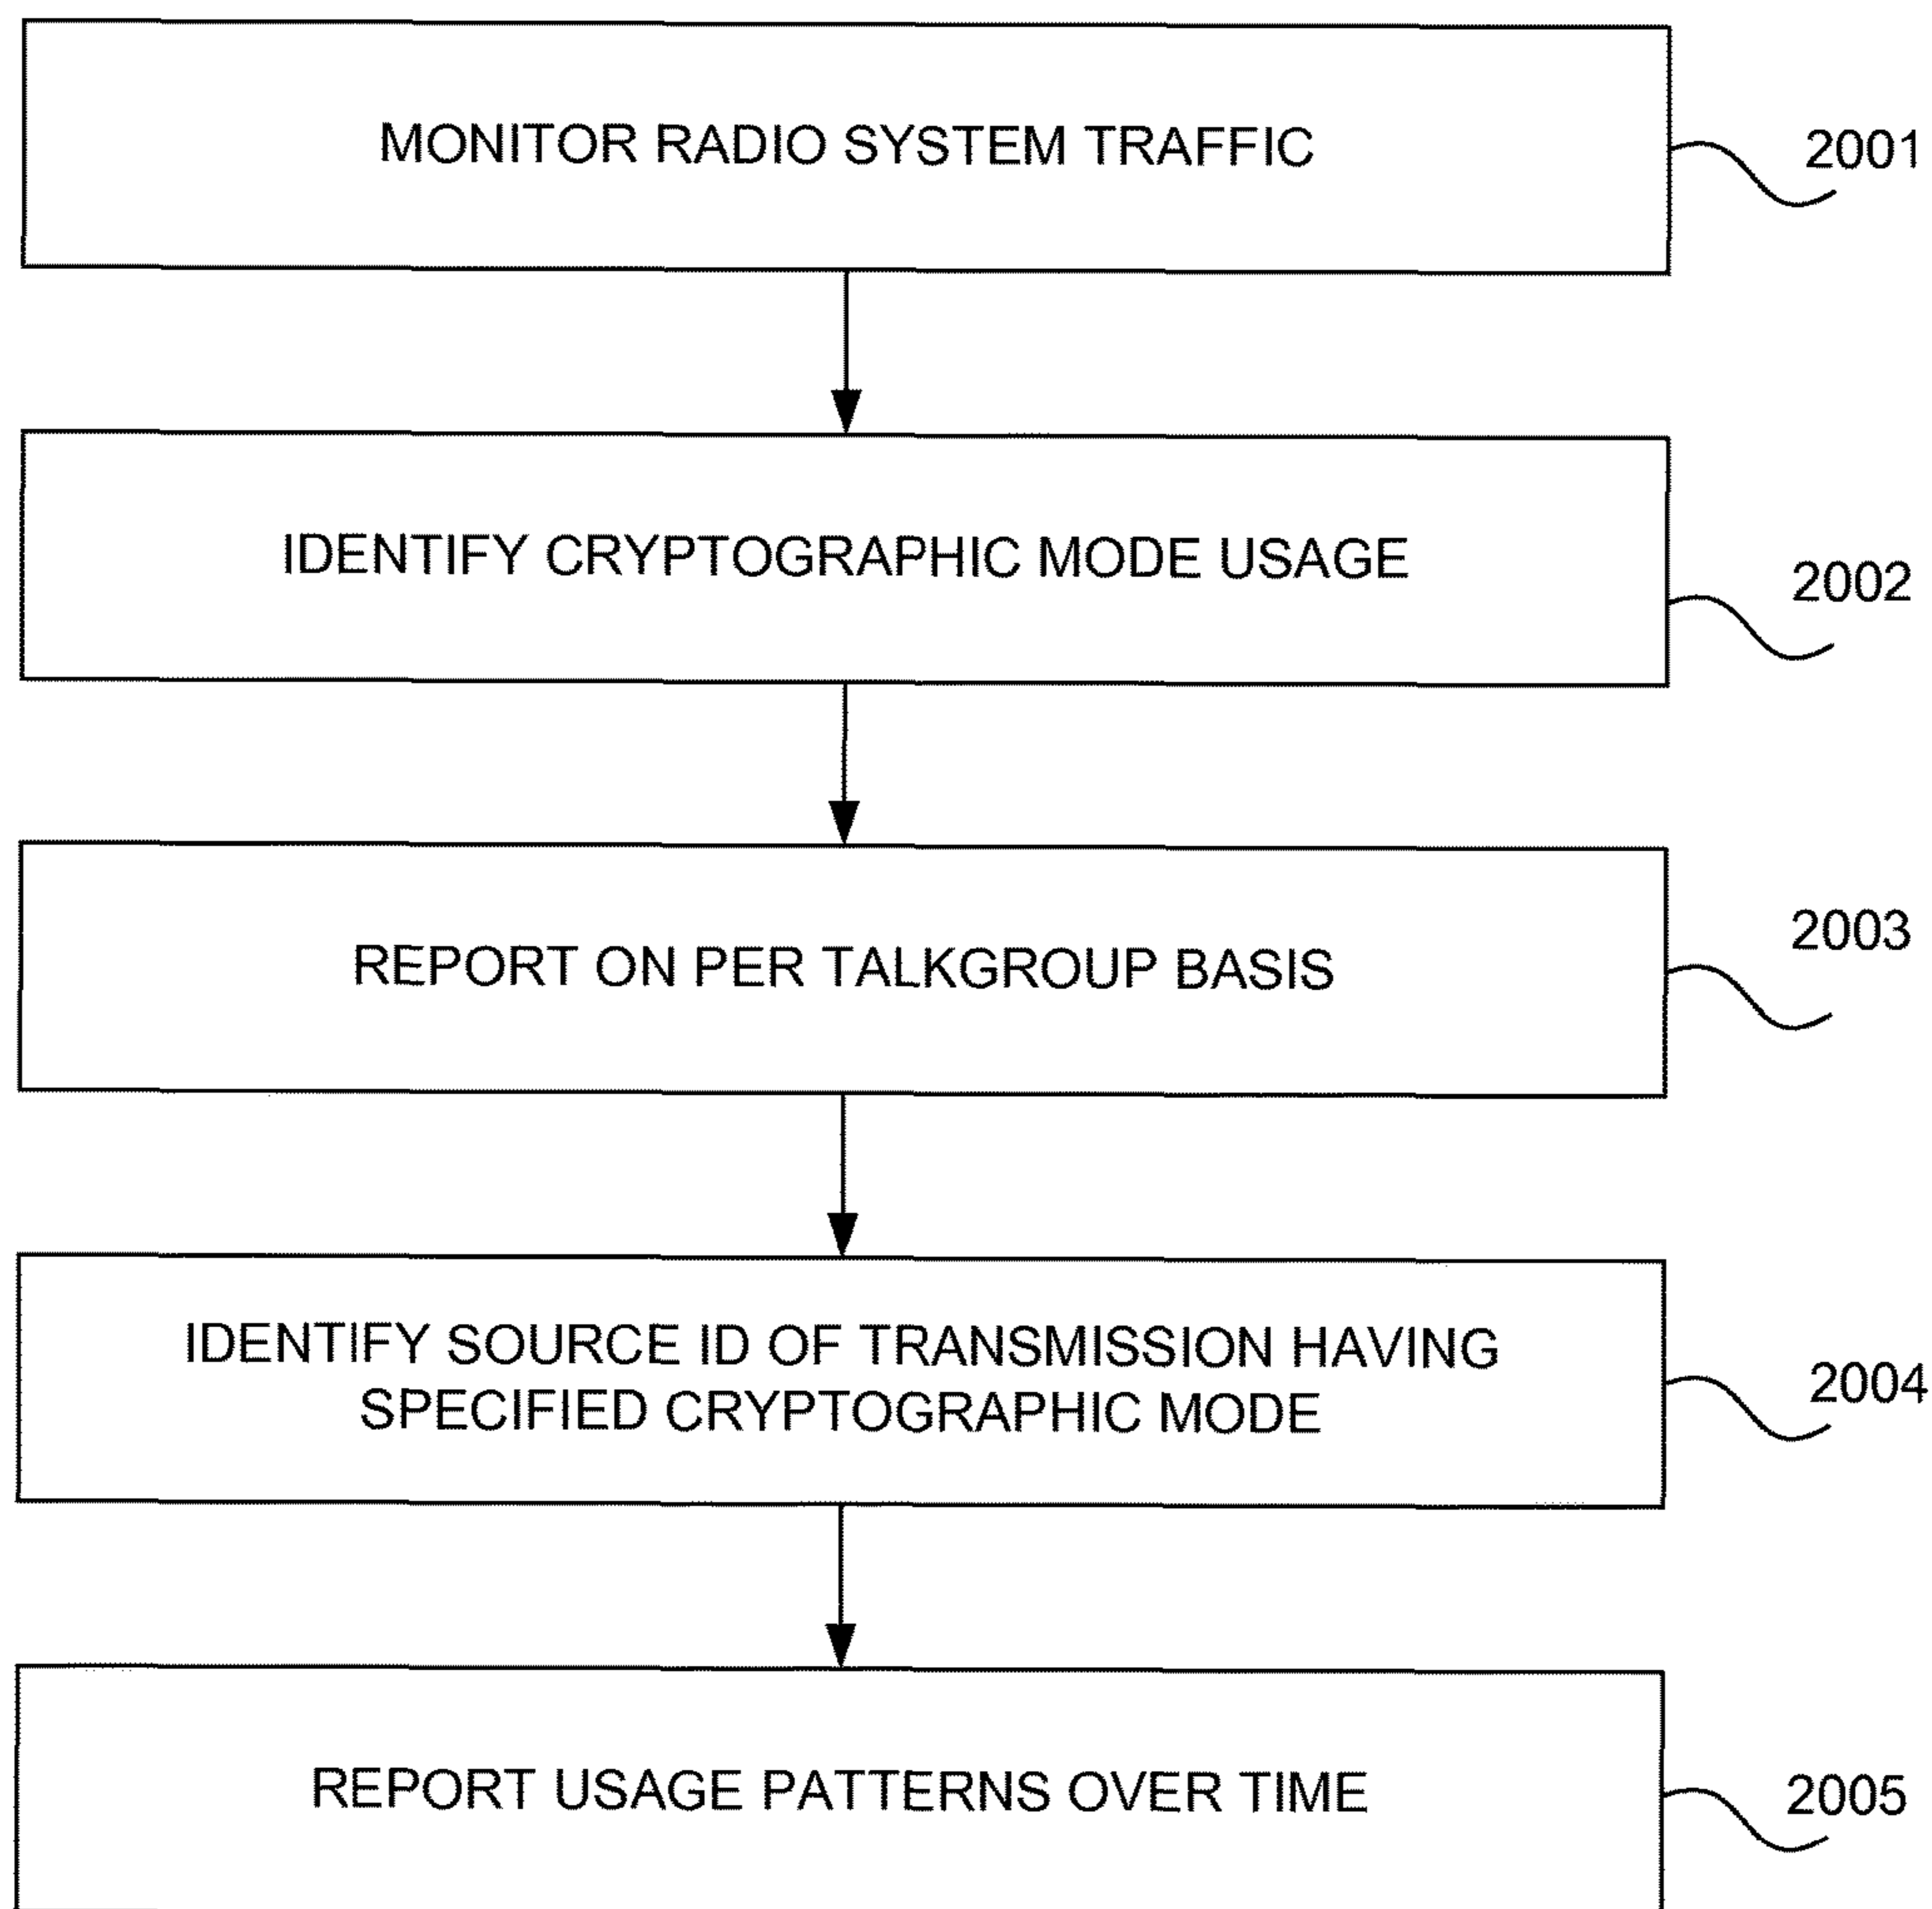 MONITOR RADIO SYSTEM TRAFFIC
2001
IDENTIFY CRYPTOGRAPHIC MODE USAGE
2002
REPORT ON PER TALKGROUP BASIS
2003
IDENTIFY SOURCE ID OF TRANSMISSION HAVING
SPECIFIED CRYPTOGRAPHIC MODE
2004
REPORT USAGE PATTERNS OVER TIME
2005